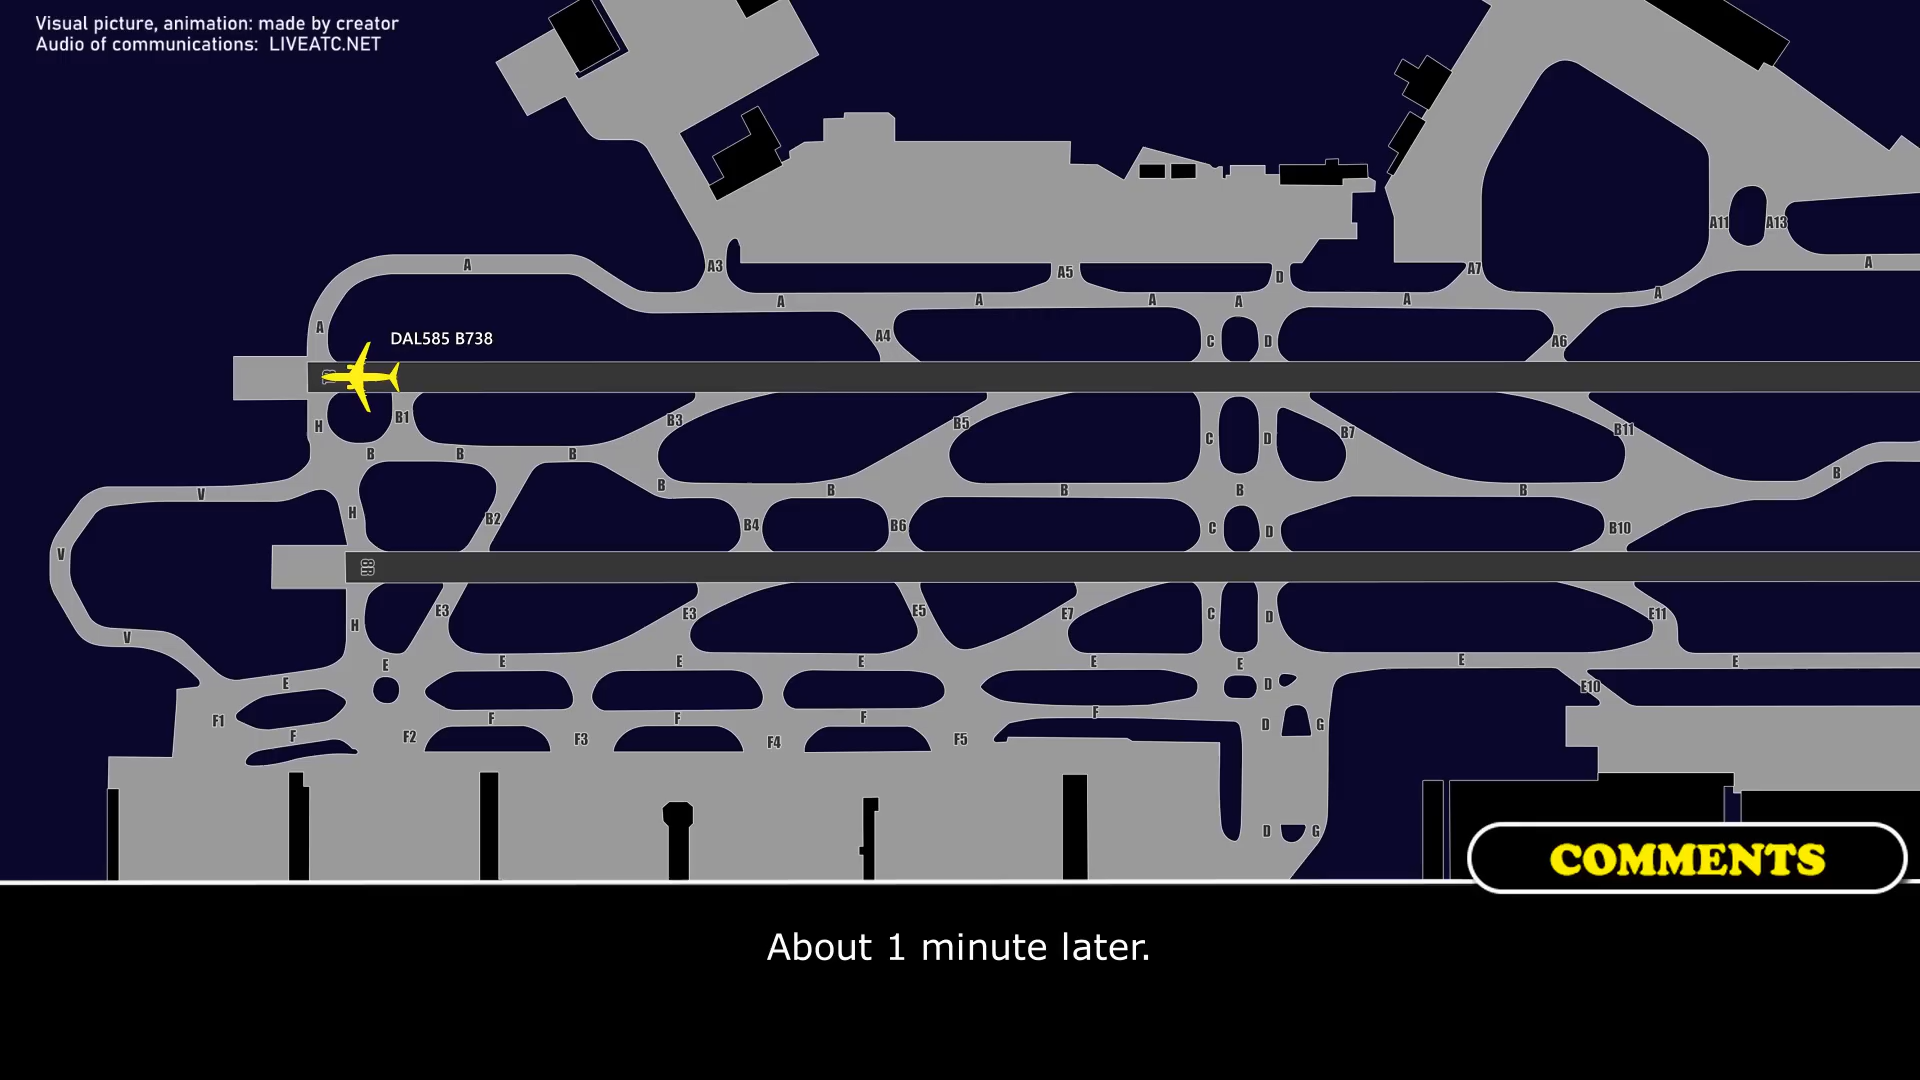 Visual picture, animation: made by creator
Audio of communications: LIVEATC.NET
A11 A13
A A3 A5 D A7 A
A A A A A A
A A4 C D A6
DAL585 B738
H B1 B3 B5 C D B7 B11
B B B B
V H B B B B B
B2 B4 B6 C D B10
V 8R
H E3 E3 E5 E7 C D E11
V E E E E E E E E
E D E10
F1 F F F F D G
F F2 F3 F4 F5
D G
COMMENTS
About 1 minute later.